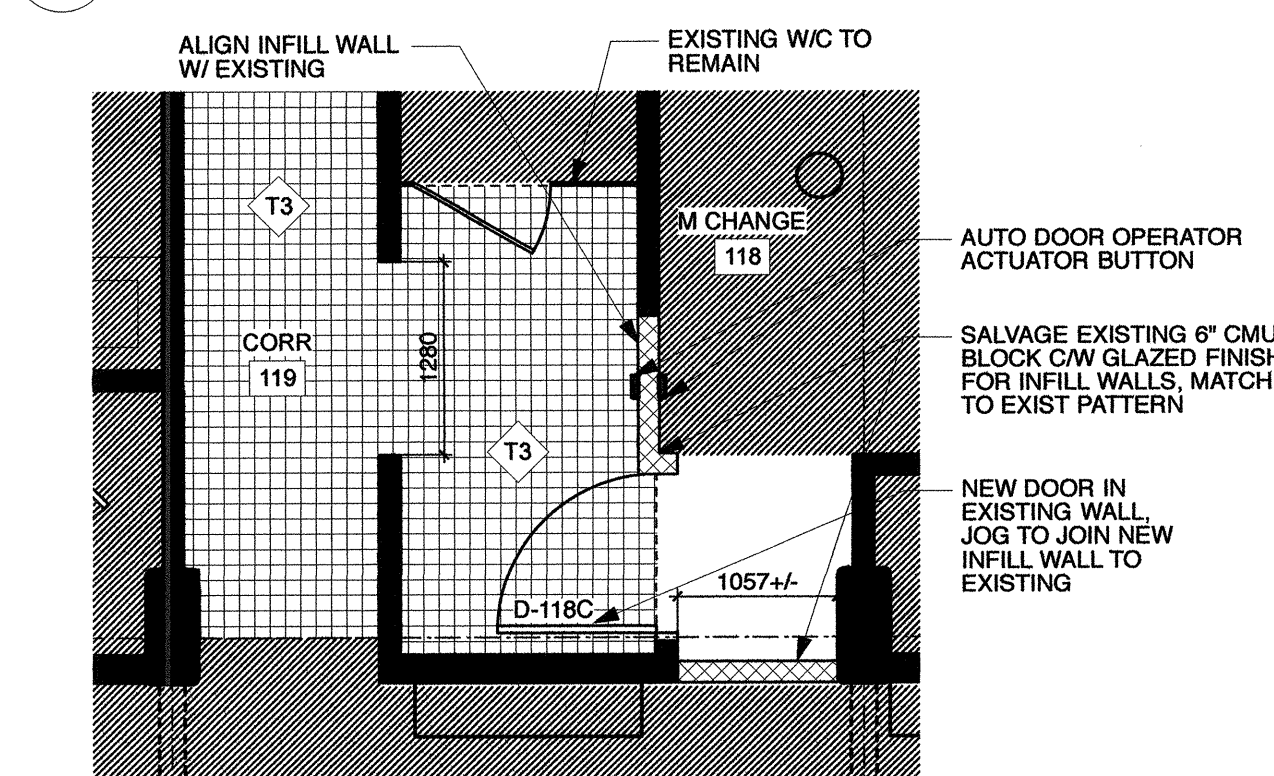 ALIGN INFILL WALL
W/ EXISTING
EXISTING W/C TO
REMAIN
T3
M CHANGE
118
AUTO DOOR OPERATOR
ACTUATOR BUTTON
CORR
119
1280
SALVAGE EXISTING 6" CMU
BLOCK C/W GLAZED FINISH
FOR INFILL WALLS, MATCH
TO EXIST PATTERN
T3
NEW DOOR IN
EXISTING WALL,
JOG TO JOIN NEW
INFILL WALL TO
EXISTING
1057+/-
D-118C